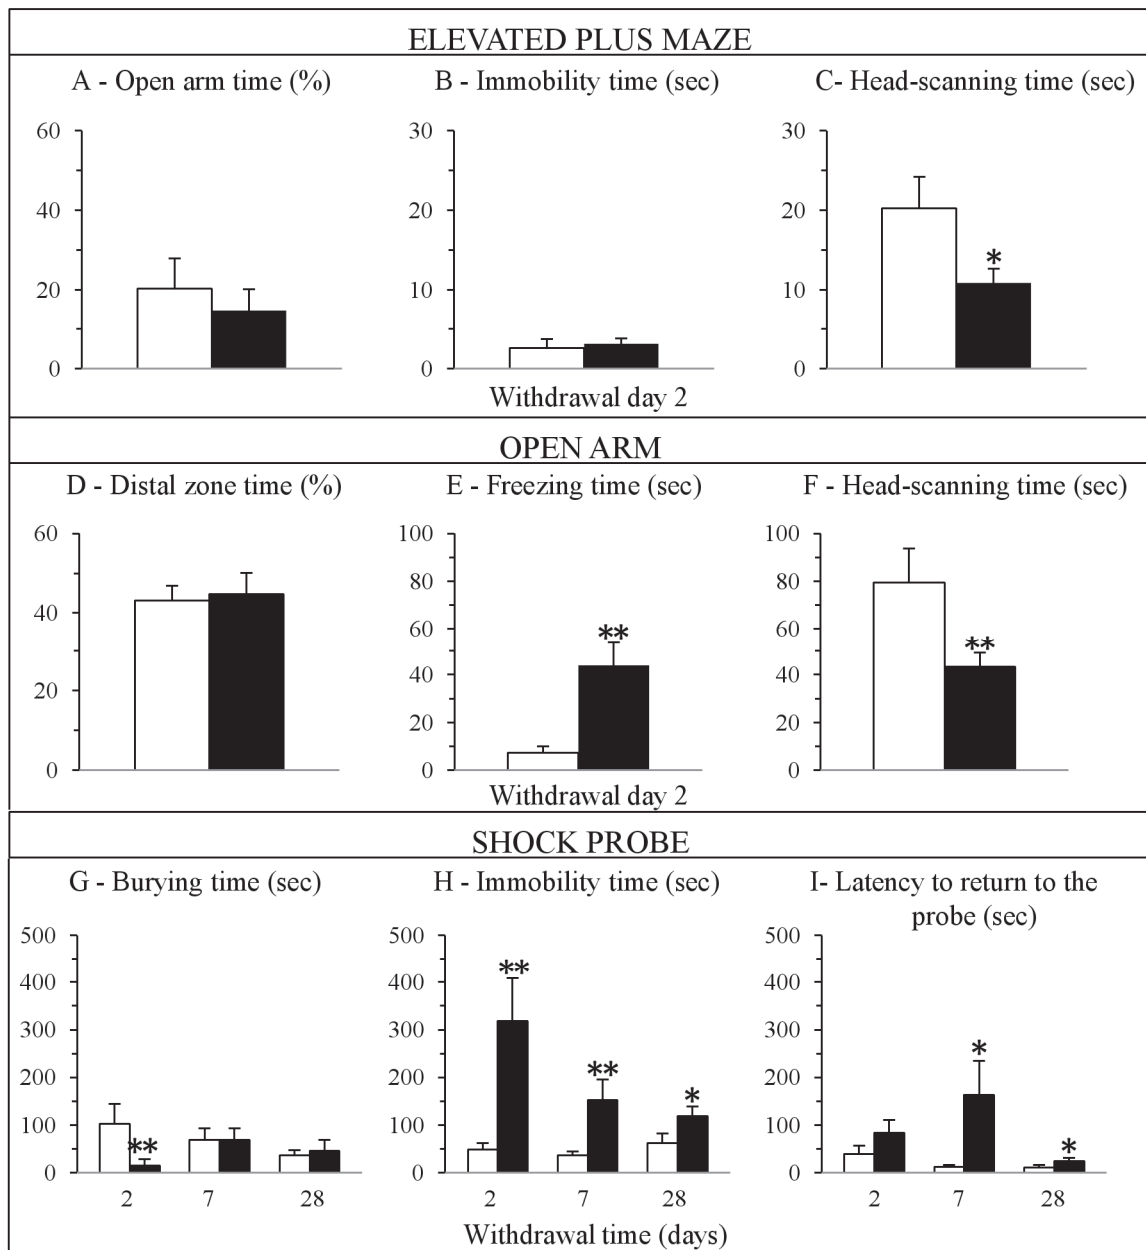 ELEVATED PLUS MAZE
A - Open arm time (%)
B - Immobility time (sec)
C- Head-scanning time (sec)
60
40
20
0
30
20
10
0
30
20
10
0
*
Withdrawal day 2
OPEN ARM
D - Distal zone time (%)
E - Freezing time (sec)
F - Head-scanning time (sec)
60
40
20
0
100
80
60
40
20
0
**
100
80
60
40
20
0
**
Withdrawal day 2
SHOCK PROBE
G - Burying time (sec)
H - Immobility time (sec)
I- Latency to return to the
probe (sec)
500
400
300
200
100
0
**
2 7 28
500
400
300
200
100
0
**
**
*
2 7 28
500
400
300
200
100
0
*
*
2 7 28
Withdrawal time (days)